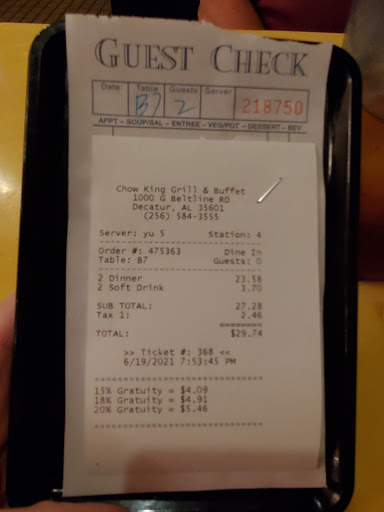 GUEST CHECK
Date Table Guests Server
B7 2 218750
APPT - SOUP/SAL - ENTREE - VEG/POT - DESSERT - BEV
Chow King Grill & Buffet
1000 G Beltline RD
Decatur, AL 35601
(256) 584-3555
Server: yu 5 Station: 4
Order #: 475363 Dine In
Table: B7 Guests: 0
2 Dinner 23.58
2 Soft Drink 3.70
SUB TOTAL: 27.28
Tax 1: 2.46
TOTAL: $29.74
>> Ticket #: 368 <<
6/19/2021 7:53:45 PM
15% Gratuity = $4.09
18% Gratuity = $4.91
20% Gratuity = $5.46